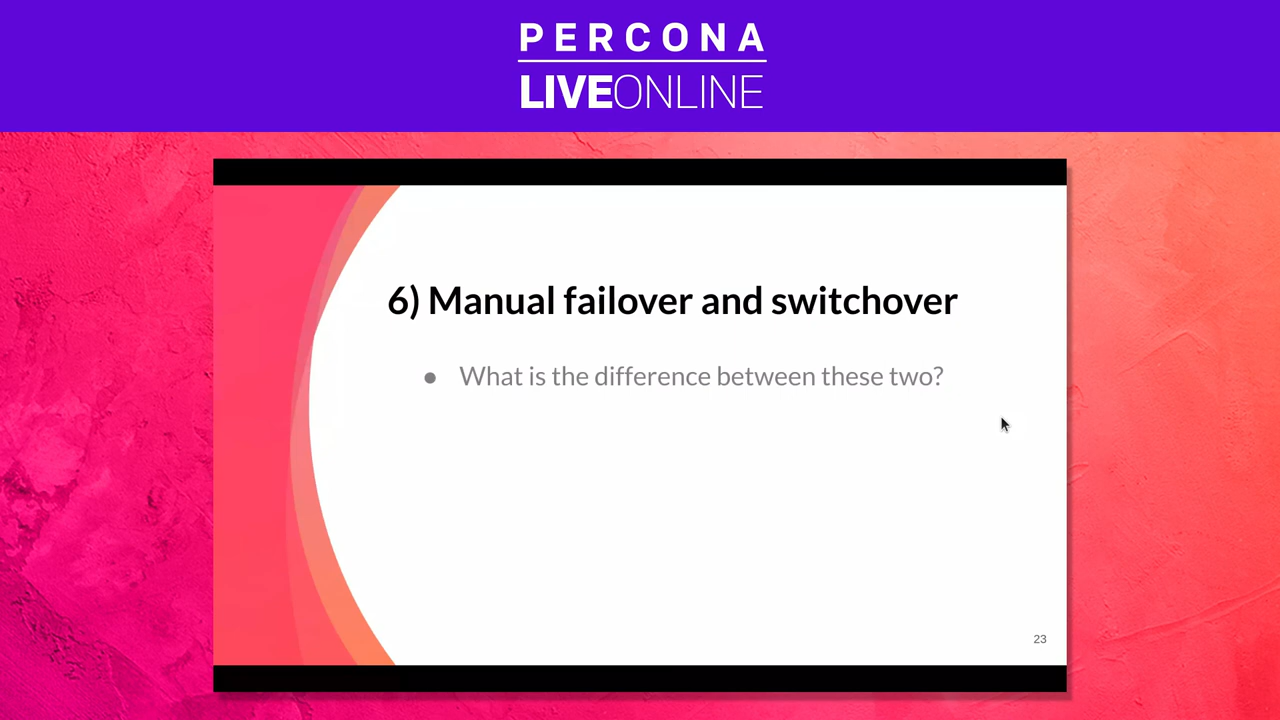 PERCONA
LIVEONLINE
6) Manual failover and switchover
● What is the difference between these two?
23